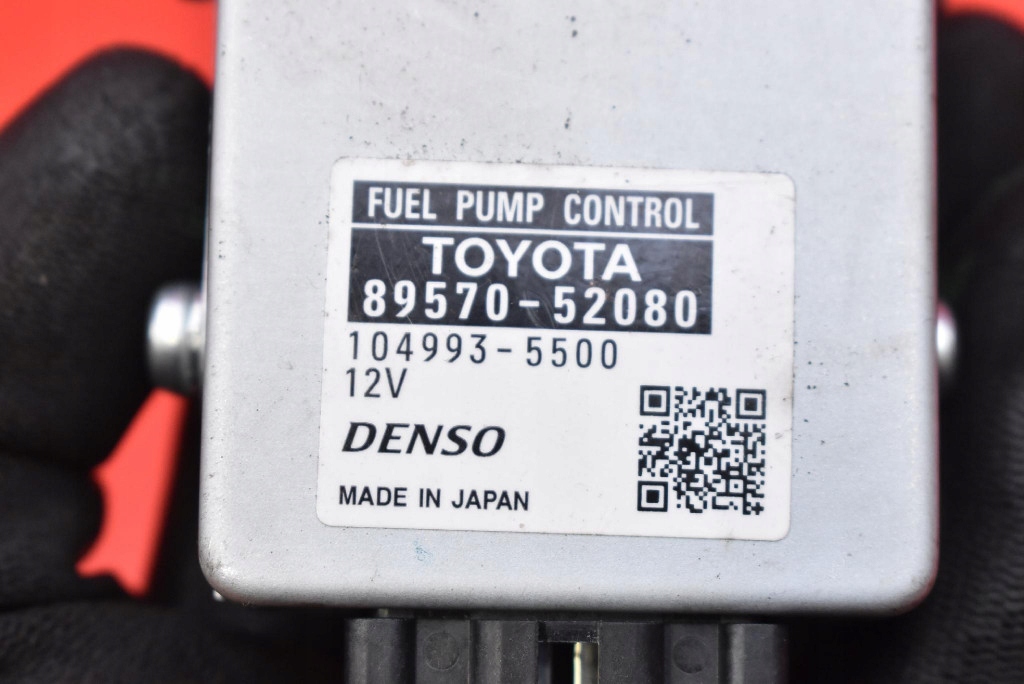 FUEL PUMP CONTROL
TOYOTA
89570-52080
104993-5500
12V
DENSO
MADE IN JAPAN